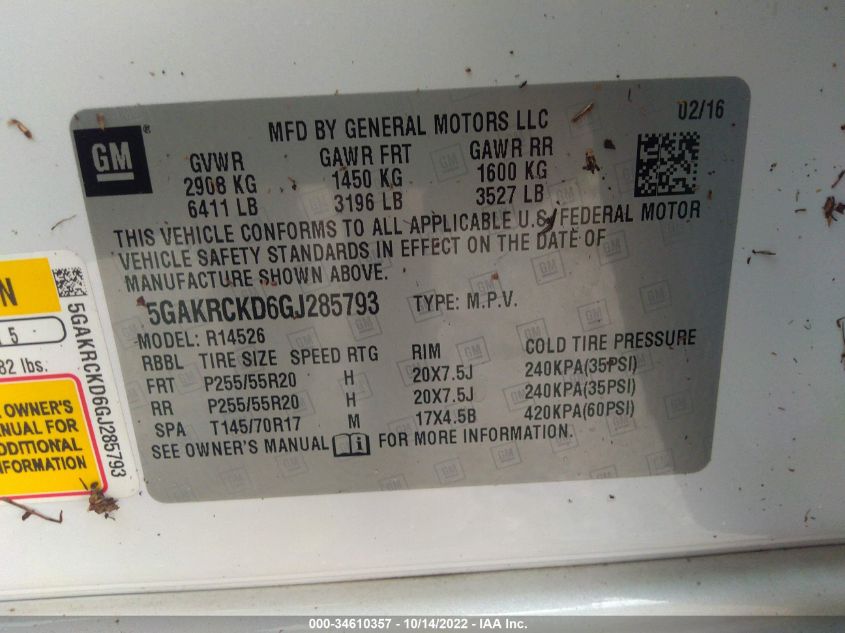 GM ®
MFD BY GENERAL MOTORS LLC
02/16
GVWR GAWR FRT GAWR RR
2908 KG 1450 KG 1600 KG
6411 LB 3196 LB 3527 LB
THIS VEHICLE CONFORMS TO ALL APPLICABLE U.S. FEDERAL MOTOR
VEHICLE SAFETY STANDARDS IN EFFECT ON THE DATE OF
MANUFACTURE SHOWN ABOVE.
5GAKRCKD6GJ285793 TYPE: M.P.V.
MODEL: R14526
RBBL TIRE SIZE SPEED RTG RIM COLD TIRE PRESSURE
FRT P255/55R20 H 20X7.5J 240KPA(35PSI)
RR P255/55R20 H 20X7.5J 240KPA(35PSI)
SPA T145/70R17 M 17X4.5B 420KPA(60PSI)
SEE OWNER'S MANUAL FOR MORE INFORMATION.
N
5
82 lbs.
OWNER'S
MANUAL FOR
ADDITIONAL
INFORMATION
5GAKRCKD6GJ285793
000-34610357 - 10/14/2022 - IAA Inc.